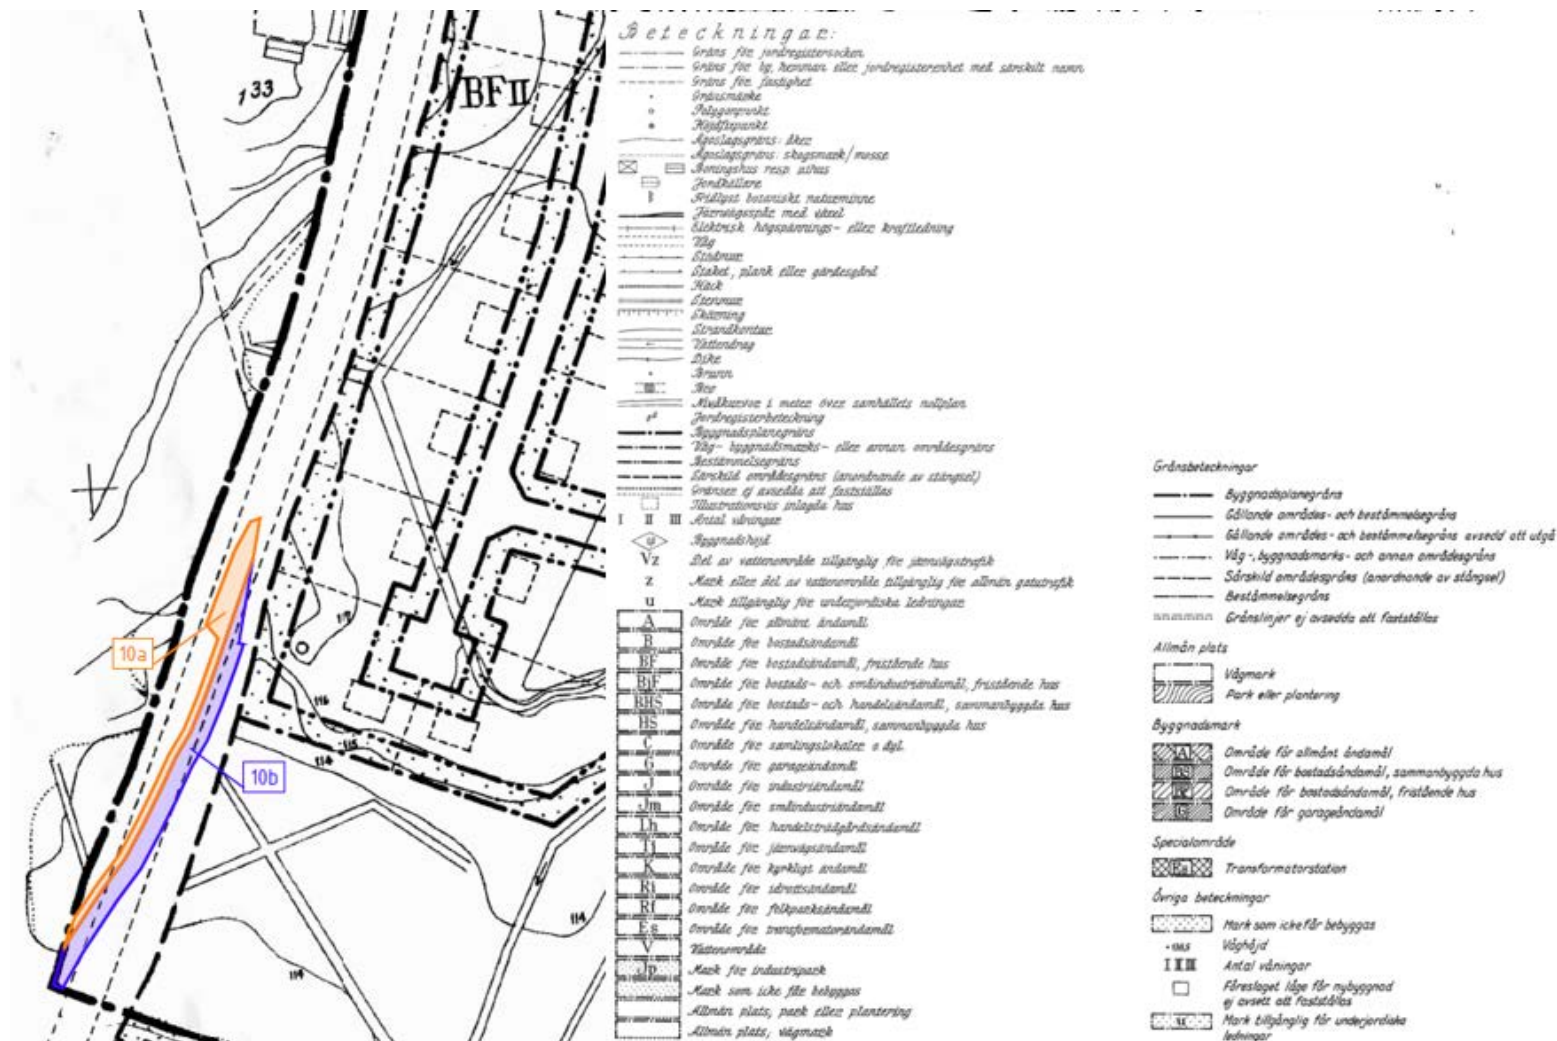 133
BF II
10a
10b
117
116
115
114
114
114
Beteckningar:
Gräns för jordregistersocken
Gräns för by, hemman eller jordregisterenhet med särskilt namn
Gräns för fastighet
Gränsmärke
Polygonpunkt
Höjdfixpunkt
Ägoslagsgräns: åker
Ägoslagsgräns: skogsmark/mosse
Boningshus resp. uthus
Jordkällare
Fridlyst botaniskt naturminne
Järnvägsspår med växel
Elektrisk högspännings- eller kraftledning
Väg
Stödmur
Staket, plank eller gärdesgård
Häck
Stenmur
Skärning
Strandkontur
Vattendrag
Dike
Brunn
Bro
Nivåkurvor i meter över samhällets nollplan
Jordregisterbeteckning
Byggnadsplanegräns
Väg- byggnadsmarks- eller annan områdesgräns
Bestämmelsegräns
Särskild områdesgräns (anordnande av stängsel)
Gränser ej avsedda att fastställas
Illustrationsvis inlagda hus
I II III Antal våningar
Byggnadshöjd
Vz Del av vattenområde tillgänglig för järnvägstrafik
z Mark eller del av vattenområde tillgänglig för allmän gatutrafik
u Mark tillgänglig för underjordiska ledningar
A Område för allmänt ändamål
B Område för bostadsändamål
BF Område för bostadsändamål, fristående hus
BjF Område för bostads- och småindustriändamål, fristående hus
BHS Område för bostads- och handelsändamål, sammanbyggda hus
HS Område för handelsändamål, sammanbyggda hus
C Område för samlingslokaler o dyl.
G Område för garageändamål
J Område för industriändamål
Jm Område för småindustriändamål
Lh Område för handelsträdgårdsändamål
Tj Område för järnvägsändamål
K Område för kyrkligt ändamål
Ri Område för idrottsändamål
Rf Område för folkparksändamål
Es Område för transformatorändamål
V Vattenområde
Jp Mark för industripark
Mark som icke får bebyggas
Allmän plats, park eller plantering
Allmän plats, vägmark
Gränsbeteckningar
Byggnadsplanegräns
Gällande områdes- och bestämmelsegräns
Gällande områdes- och bestämmelsegräns avsedd att utgå
Väg-, byggnadsmarks- och annan områdesgräns
Särskild områdesgräns (anordnande av stängsel)
Bestämmelsegräns
Gränslinjer ej avsedda att fastställas
Allmän plats
Vägmark
Park eller plantering
Byggnadsmark
A Område för allmänt ändamål
BS Område för bostadsändamål, sammanbyggda hus
Område för bostadsändamål, fristående hus
G Område för garageändamål
Specialområde
Es Transformatorstation
Övriga beteckningar
Mark som icke får bebyggas
Väghöjd
I II III Antal våningar
Föreslaget läge för nybyggnad
ej avsett att fastställas
u Mark tillgänglig för underjordiska
ledningar